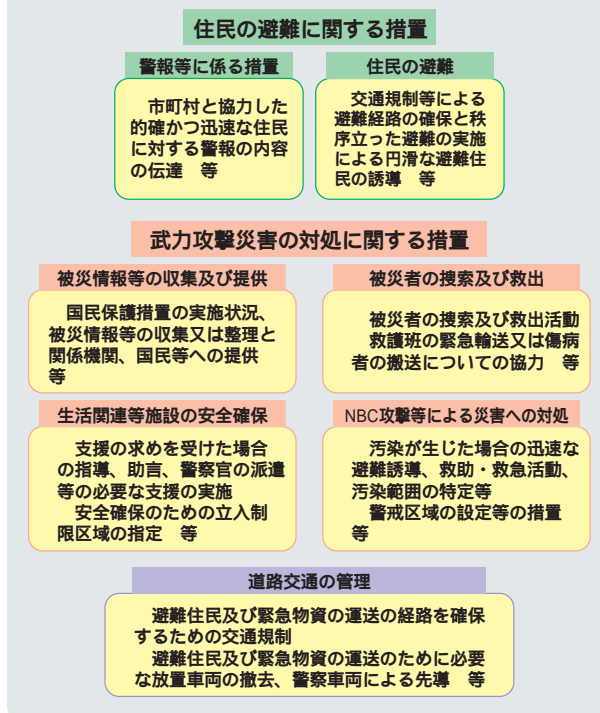 住民の避難に関する措置
警報等に係る措置
市町村と協力した
的確かつ迅速な住民
に対する警報の内容
の伝達　等
住民の避難
交通規制等による
避難経路の確保と秩
序立った避難の実施
による円滑な避難住
民の誘導　等
武力攻撃災害の対処に関する措置
被災情報等の収集及び提供
国民保護措置の実施状況、
被災情報等の収集又は整理と
関係機関、国民等への提供
等
被災者の捜索及び救出
被災者の捜索及び救出活動
救護班の緊急輸送又は傷病
者の搬送についての協力　等
生活関連等施設の安全確保
支援の求めを受けた場合
の指導、助言、警察官の派遣
等の必要な支援の実施
安全確保のための立入制
限区域の指定　等
NBC攻撃等による災害への対処
汚染が生じた場合の迅速な
避難誘導、救助・救急活動、
汚染範囲の特定等
警戒区域の設定等の措置
等
道路交通の管理
避難住民及び緊急物資の運送の経路を確保
するための交通規制
避難住民及び緊急物資の運送のために必要
な放置車両の撤去、警察車両による先導　等